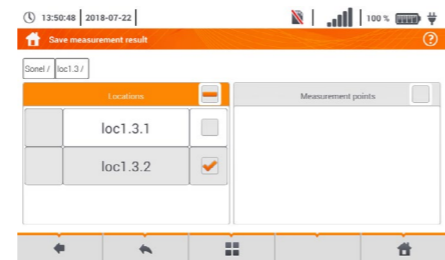 13:50:48 2018-07-22 100 %
Save measurement result
Sonel / loc1.3 /
Locations Measurement points
loc1.3.1
loc1.3.2